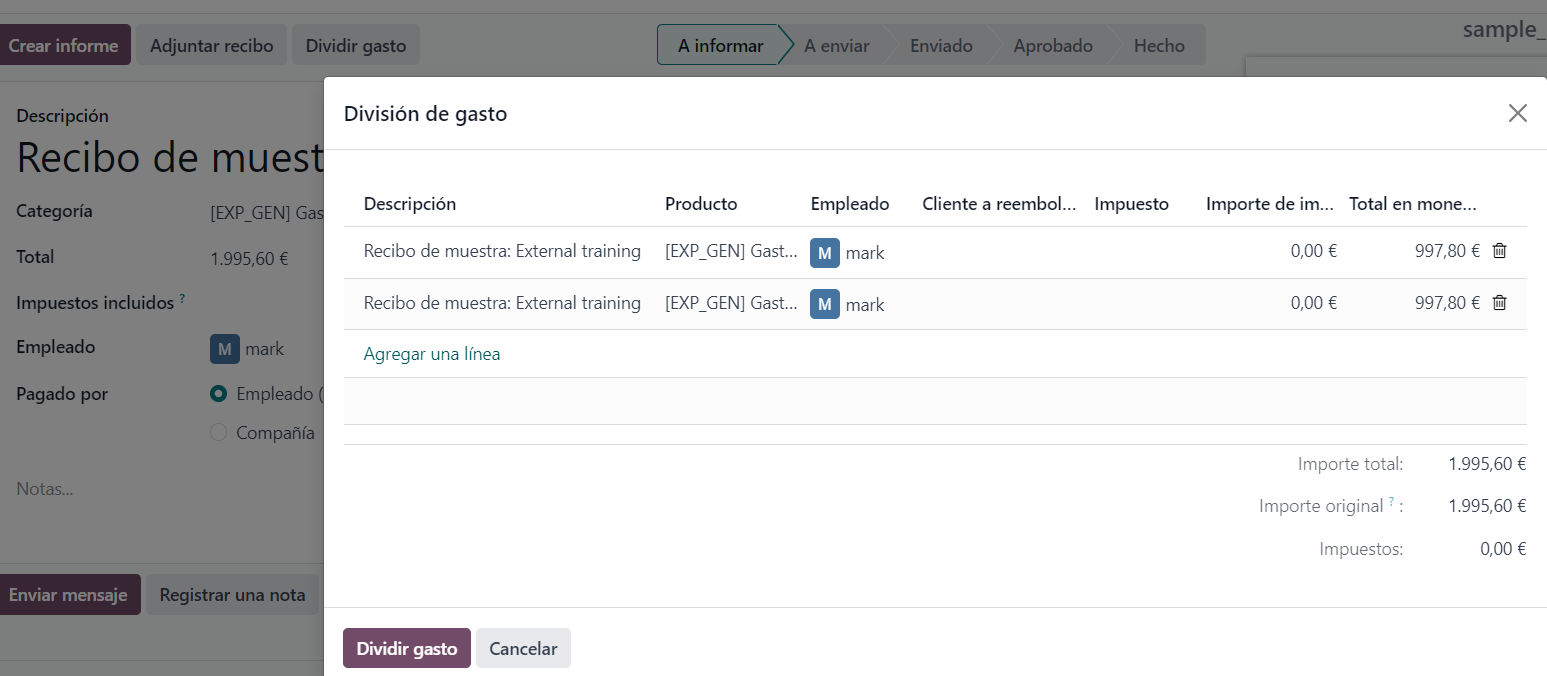 sample_
Crear informe Adjuntar recibo Dividir gasto A informar A enviar Enviado Aprobado Hecho
Descripción
Recibo de muest
Categoría [EXP_GEN] Gas
Total 1.995,60 €
Impuestos incluidos ?
Empleado M mark
Pagado por Empleado (
Compañía
Notas...
Enviar mensaje Registrar una nota
División de gasto
Descripción Producto Empleado Cliente a reembol... Impuesto Importe de im... Total en mone...
Recibo de muestra: External training [EXP_GEN] Gast... M mark 0,00 € 997,80 €
Recibo de muestra: External training [EXP_GEN] Gast... M mark 0,00 € 997,80 €
Agregar una línea
Importe total: 1.995,60 €
Importe original ? : 1.995,60 €
Impuestos: 0,00 €
Dividir gasto Cancelar